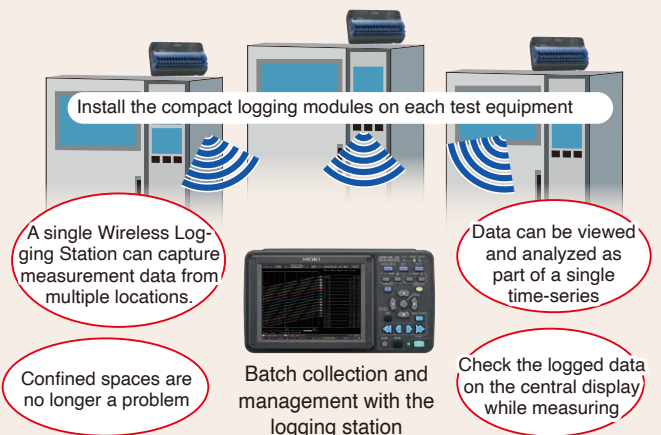 Install the compact logging modules on each test equipment
A single Wireless Log-
ging Station can capture
measurement data from
multiple locations.
HIOKI
Data can be viewed
and analyzed as
part of a single
time-series
Confined spaces are
no longer a problem
Batch collection and
management with the
logging station
Check the logged data
on the central display
while measuring